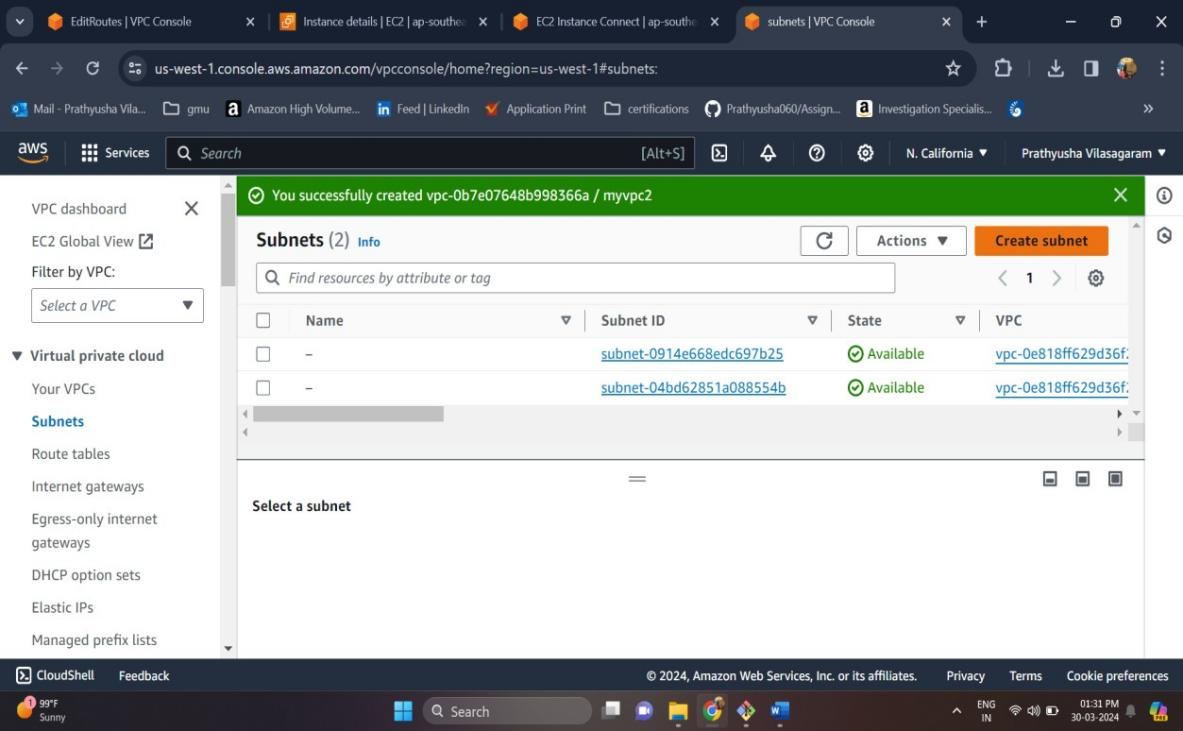 EditRoutes | VPC Console
Instance details | EC2 | ap-southea
EC2 Instance Connect | ap-southe
subnets | VPC Console
us-west-1.console.aws.amazon.com/vpcconsole/home?region=us-west-1#subnets:
Mail - Prathyusha Vila...
gmu
Amazon High Volume...
Feed | LinkedIn
Application Print
certifications
Prathyusha060/Assign...
Investigation Specialis...
aws
Services
Search
[Alt+S]
N. California
Prathyusha Vilasagaram
VPC dashboard
EC2 Global View
Filter by VPC:
Select a VPC
Virtual private cloud
Your VPCs
Subnets
Route tables
Internet gateways
Egress-only internet
gateways
DHCP option sets
Elastic IPs
Managed prefix lists
You successfully created vpc-0b7e07648b998366a / myvpc2
Subnets (2) Info
Actions
Create subnet
Find resources by attribute or tag
1
Name
Subnet ID
State
VPC
– subnet-0914e668edc697b25 Available vpc-0e818ff629d36f
– subnet-04bd62851a088554b Available vpc-0e818ff629d36f
Select a subnet
CloudShell
Feedback
© 2024, Amazon Web Services, Inc. or its affiliates.
Privacy
Terms
Cookie preferences
1
99°F
Sunny
Search
ENG
IN
01:31 PM
30-03-2024